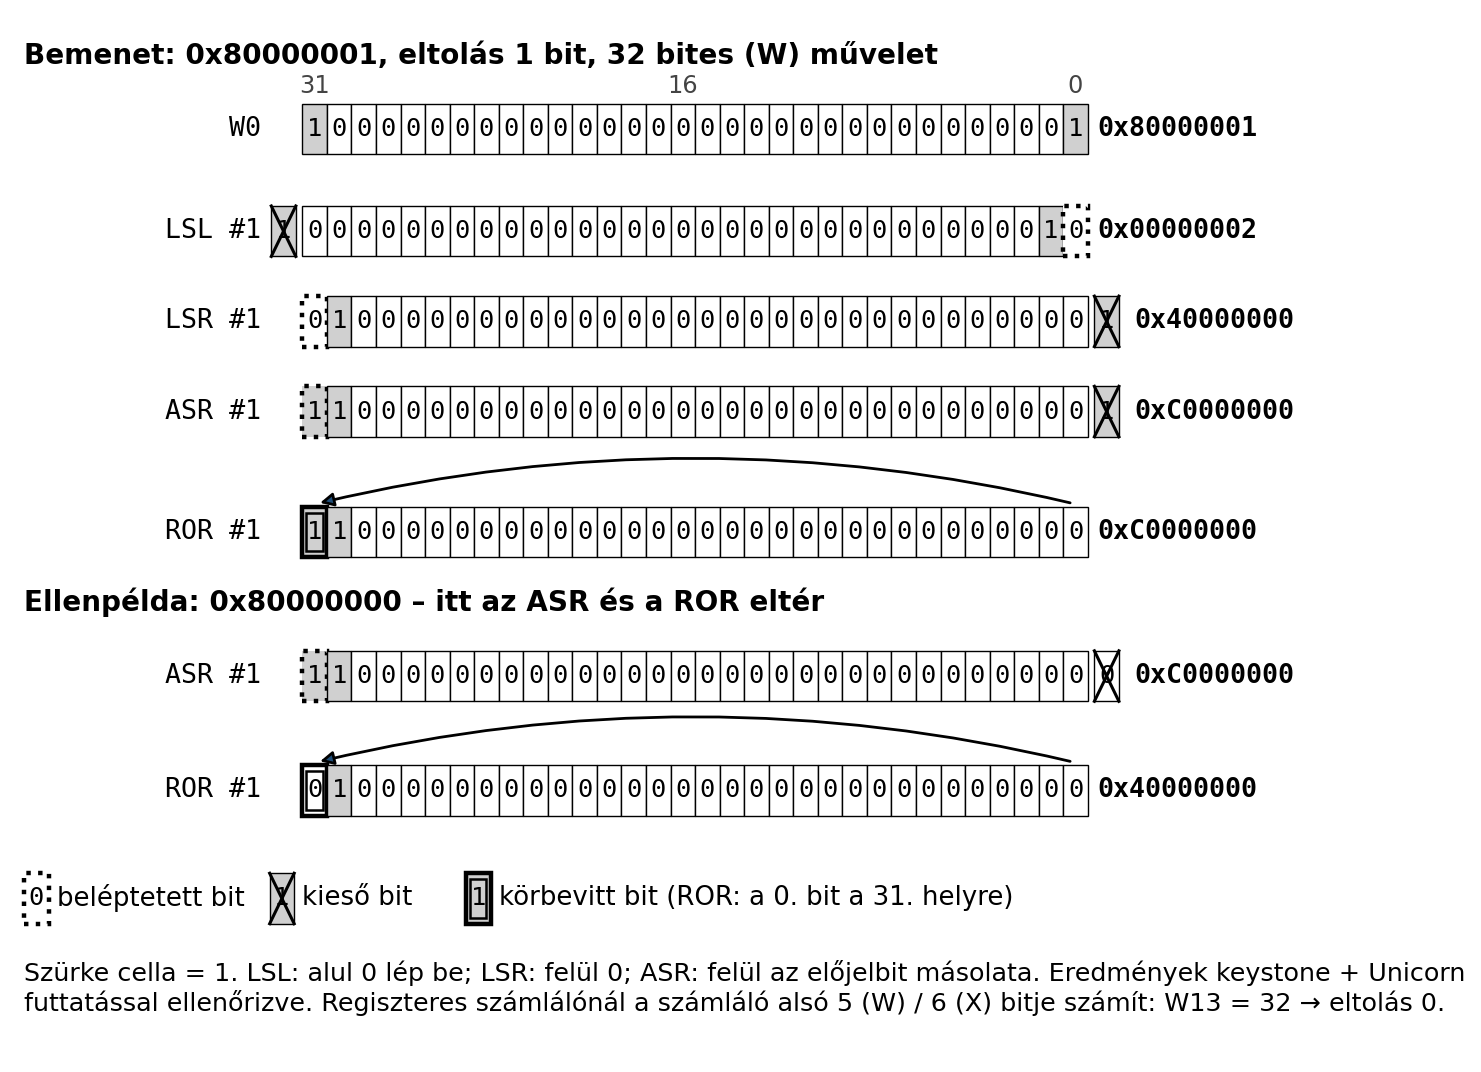 Bemenet: 0x80000001, eltolás 1 bit, 32 bites (W) művelet
31 16 0
W0 1 0 0 0 0 0 0 0 0 0 0 0 0 0 0 0 0 0 0 0 0 0 0 0 0 0 0 0 0 0 0 1 0x80000001
LSL #1 1 0 0 0 0 0 0 0 0 0 0 0 0 0 0 0 0 0 0 0 0 0 0 0 0 0 0 0 0 0 0 1 0 0x00000002
LSR #1 0 1 0 0 0 0 0 0 0 0 0 0 0 0 0 0 0 0 0 0 0 0 0 0 0 0 0 0 0 0 0 0 1 0x40000000
ASR #1 1 1 0 0 0 0 0 0 0 0 0 0 0 0 0 0 0 0 0 0 0 0 0 0 0 0 0 0 0 0 0 0 1 0xC0000000
ROR #1 1 1 0 0 0 0 0 0 0 0 0 0 0 0 0 0 0 0 0 0 0 0 0 0 0 0 0 0 0 0 0 0 0xC0000000
Ellenpélda: 0x80000000 – itt az ASR és a ROR eltér
ASR #1 1 1 0 0 0 0 0 0 0 0 0 0 0 0 0 0 0 0 0 0 0 0 0 0 0 0 0 0 0 0 0 0 0 0xC0000000
ROR #1 0 1 0 0 0 0 0 0 0 0 0 0 0 0 0 0 0 0 0 0 0 0 0 0 0 0 0 0 0 0 0 0 0x40000000
0 beléptetett bit 1 kieső bit 1 körbevitt bit (ROR: a 0. bit a 31. helyre)
Szürke cella = 1. LSL: alul 0 lép be; LSR: felül 0; ASR: felül az előjelbit másolata. Eredmények keystone + Unicorn
futtatással ellenőrizve. Regiszteres számlálónál a számláló alsó 5 (W) / 6 (X) bitje számít: W13 = 32 → eltolás 0.